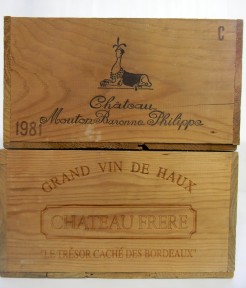 C
Château
Mouton Baronne Philippe
1981
GRAND VIN DE HAUX
CHATEAU FRERE
"LE TRÉSOR CACHÉ DES BORDEAUX"